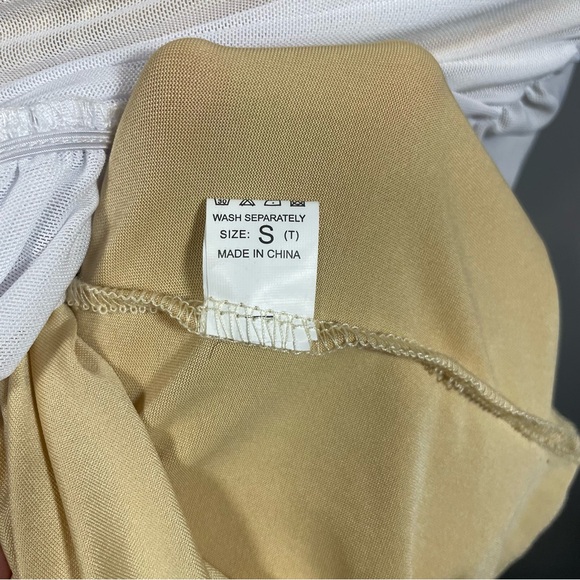 WASH SEPARATELY
SIZE: S (T)
MADE IN CHINA